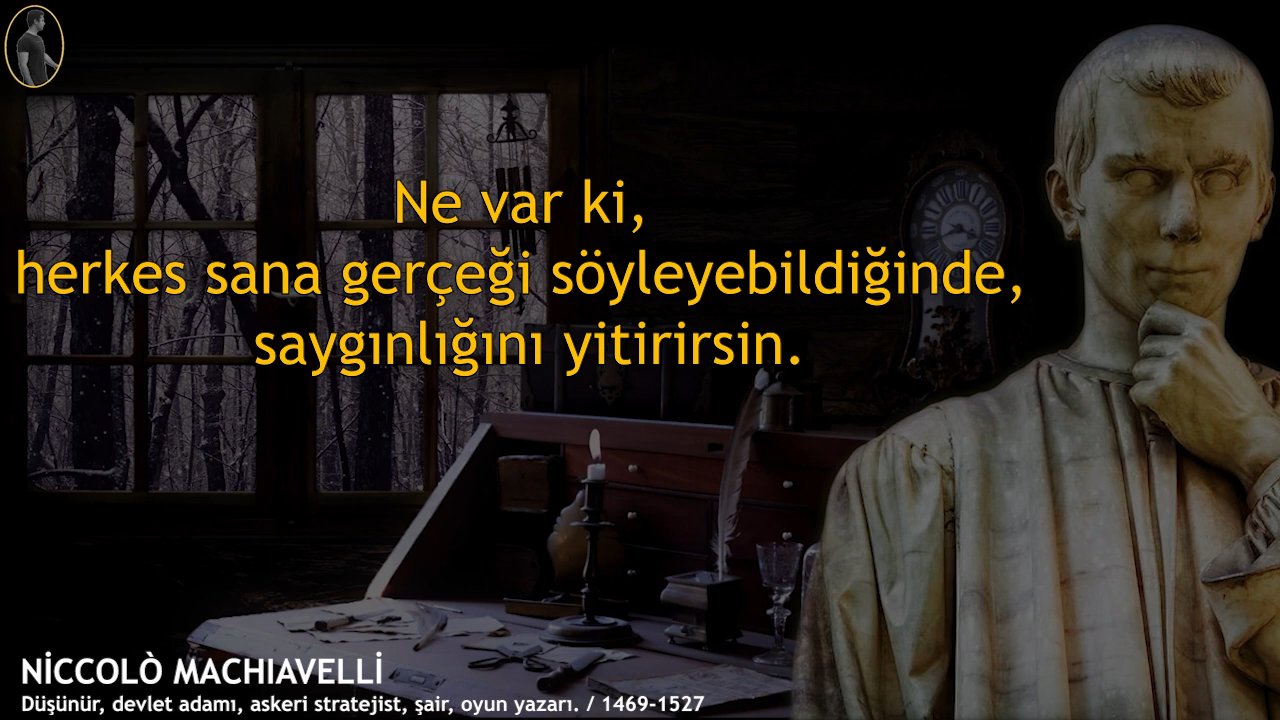 Ne var ki,
herkes sana gerçeği söyleyebildiğinde,
saygınlığını yitirirsin.
NİCCOLÒ MACHIAVELLİ
Düşünür, devlet adamı, askeri stratejist, şair, oyun yazarı. / 1469-1527